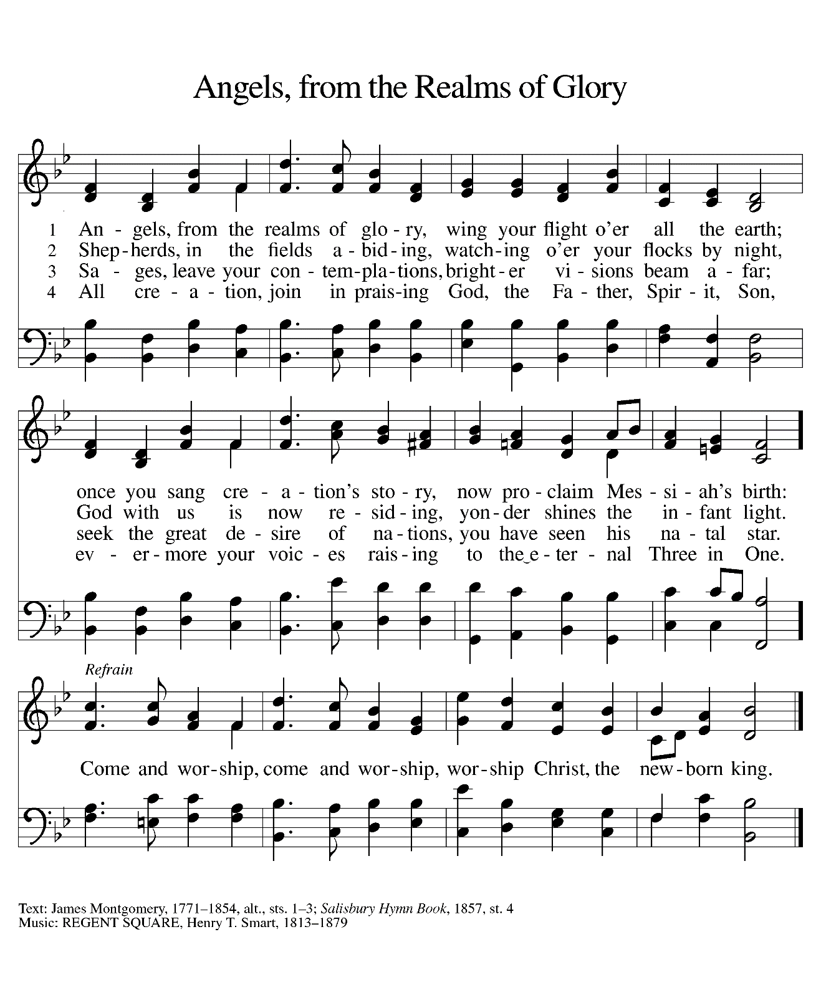 Angels, from the Realms of Glory
1 An - gels, from the realms of glo - ry, wing your flight o'er all the earth;
2 Shep - herds, in the fields a - bid - ing, watch - ing o'er your flocks by night,
3 Sa - ges, leave your con - tem - pla - tions, bright - er vi - sions beam a - far;
4 All cre - a - tion, join in prais - ing God, the Fa - ther, Spir - it, Son,
once you sang cre - a - tion's sto - ry, now pro - claim Mes - si - ah's birth:
God with us is now re - sid - ing, yon - der shines the in - fant light.
seek the great de - sire of na - tions, you have seen his na - tal star.
ev - er - more your voic - es rais - ing to the‿e - ter - nal Three in One.
Refrain
Come and wor - ship, come and wor - ship, wor - ship Christ, the new - born king.
Text: James Montgomery, 1771–1854, alt., sts. 1–3; Salisbury Hymn Book, 1857, st. 4
Music: REGENT SQUARE, Henry T. Smart, 1813–1879